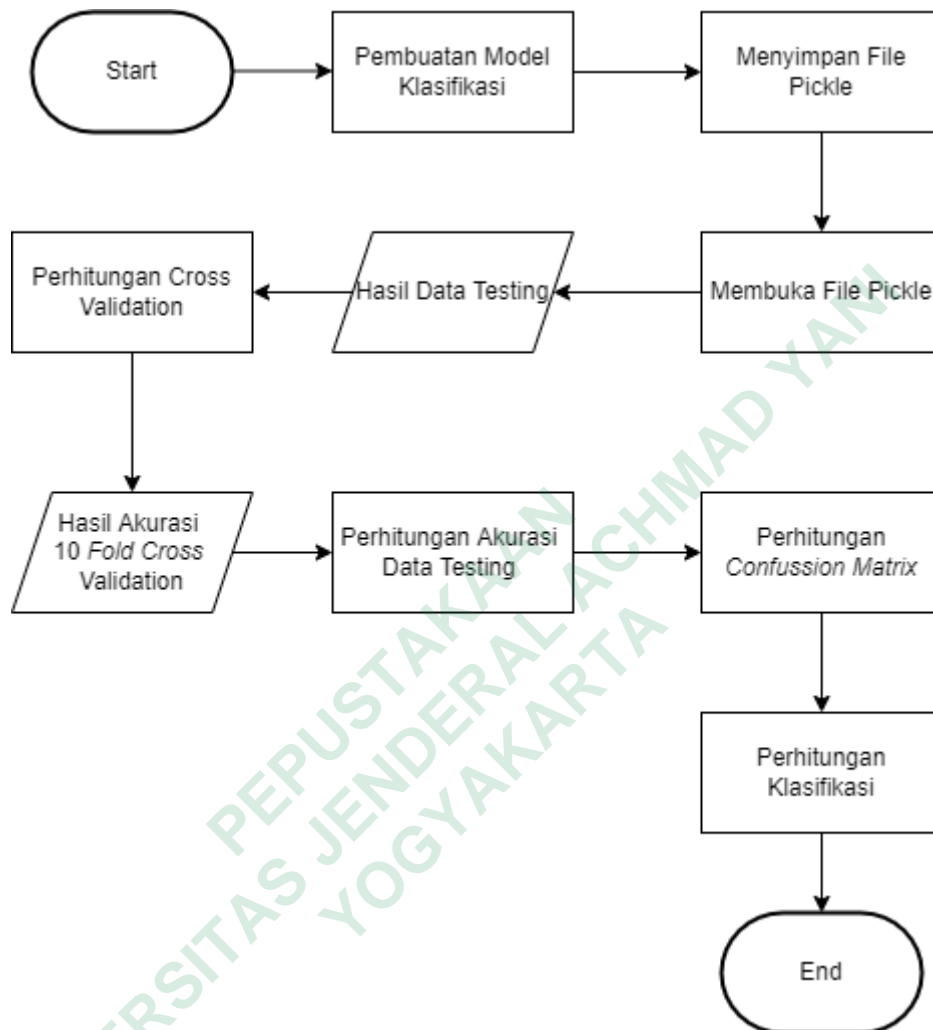 Start
Pembuatan Model
Klasifikasi
Menyimpan File
Pickle
Membuka File Pickle
Hasil Data Testing
Perhitungan Cross
Validation
Hasil Akurasi
10 Fold Cross
Validation
Perhitungan Akurasi
Data Testing
Perhitungan
Confussion Matrix
Perhitungan
Klasifikasi
End
PEPUSTAKAAN
ERSITAS JENDERAL ACHMAD YANI
YOGYAKARTA